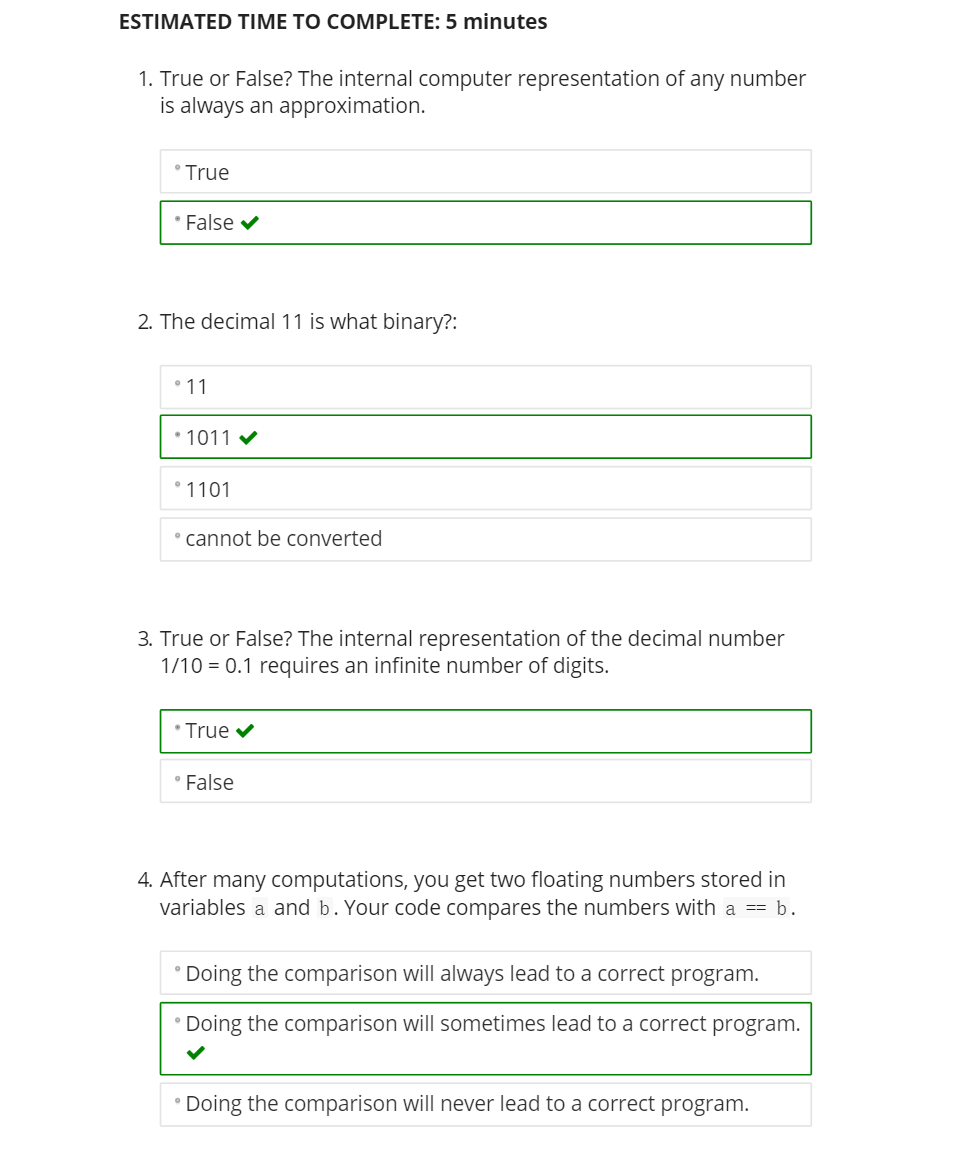 ESTIMATED TIME TO COMPLETE: 5 minutes
1. True or False? The internal computer representation of any number
is always an approximation.
True
False
2. The decimal 11 is what binary?:
11
1011
1101
cannot be converted
3. True or False? The internal representation of the decimal number
1/10 = 0.1 requires an infinite number of digits.
True
False
4. After many computations, you get two floating numbers stored in
variables a and b. Your code compares the numbers with a == b.
Doing the comparison will always lead to a correct program.
Doing the comparison will sometimes lead to a correct program.
Doing the comparison will never lead to a correct program.